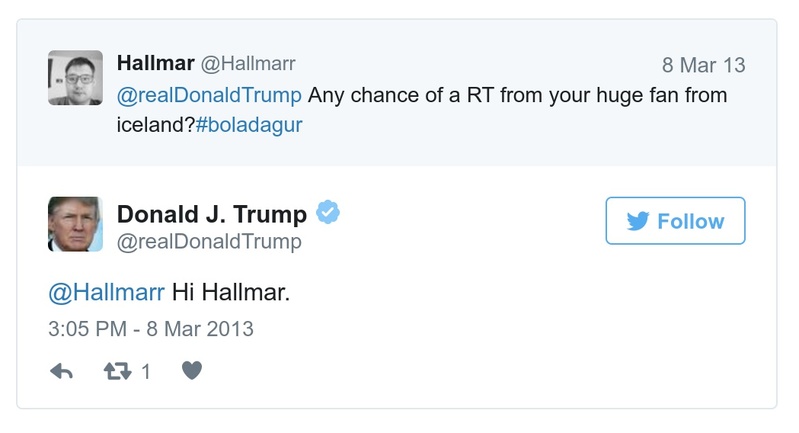 Hallmar @Hallmarr 8 Mar 13
@realDonaldTrump Any chance of a RT from your huge fan from
iceland?#boladagur
Donald J. Trump
@realDonaldTrump
Follow
@Hallmarr Hi Hallmar.
3:05 PM - 8 Mar 2013
1